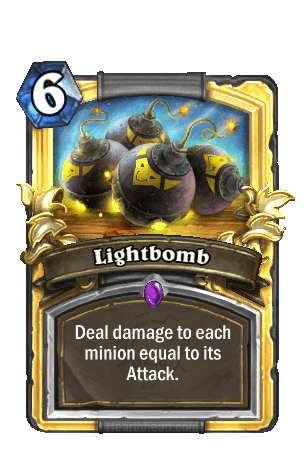 6
Lightbomb
Deal damage to each
minion equal to its
Attack.